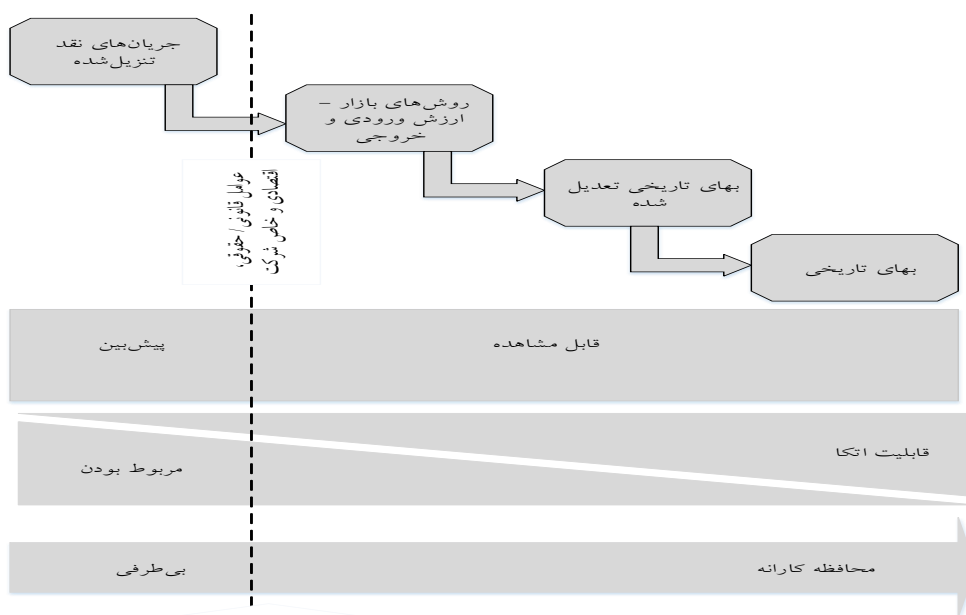 جریان‌های نقد
تنزیل‌شده
روش‌های بازار –
ارزش ورودی و
خروجی
بهای تاریخی تعدیل
شده
بهای تاریخی
عوامل قانونی/حقوقی،
اقتصادی و خاص شرکت
قابل مشاهده
پیش‌بین
قابلیت اتکا
مربوط بودن
محافظه کارانه
بی‌طرفی